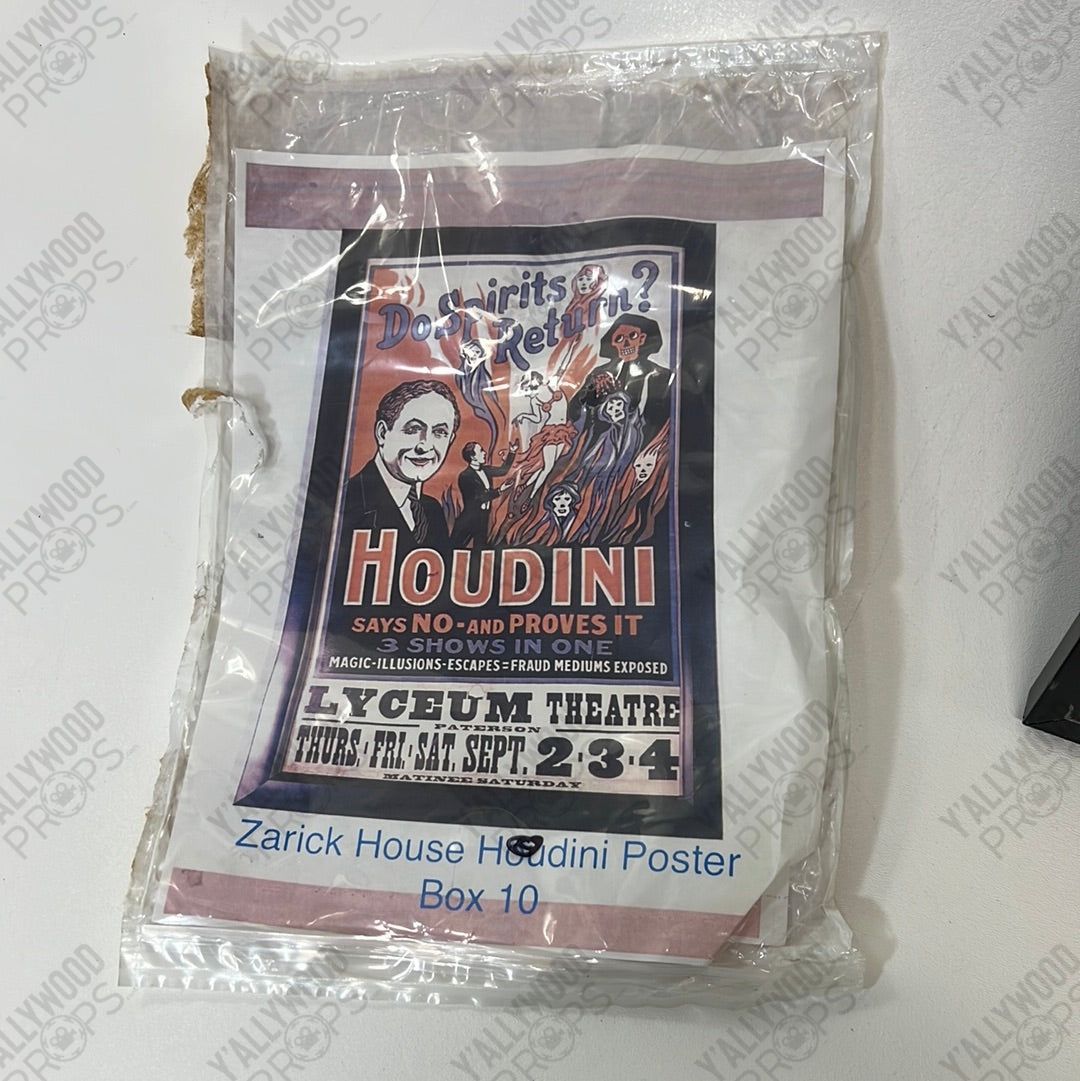 Do Spirits
Return?
HOUDINI
SAYS NO-AND PROVES IT
3 SHOWS IN ONE
MAGIC-ILLUSIONS-ESCAPES=FRAUD MEDIUMS EXPOSED
LYCEUM THEATRE
PATERSON
THURS.·FRI.·SAT. SEPT. 2·3·4
MATINEE SATURDAY
Zarick House Houdini Poster
Box 10
Y'ALLYWOOD
PROPS.com